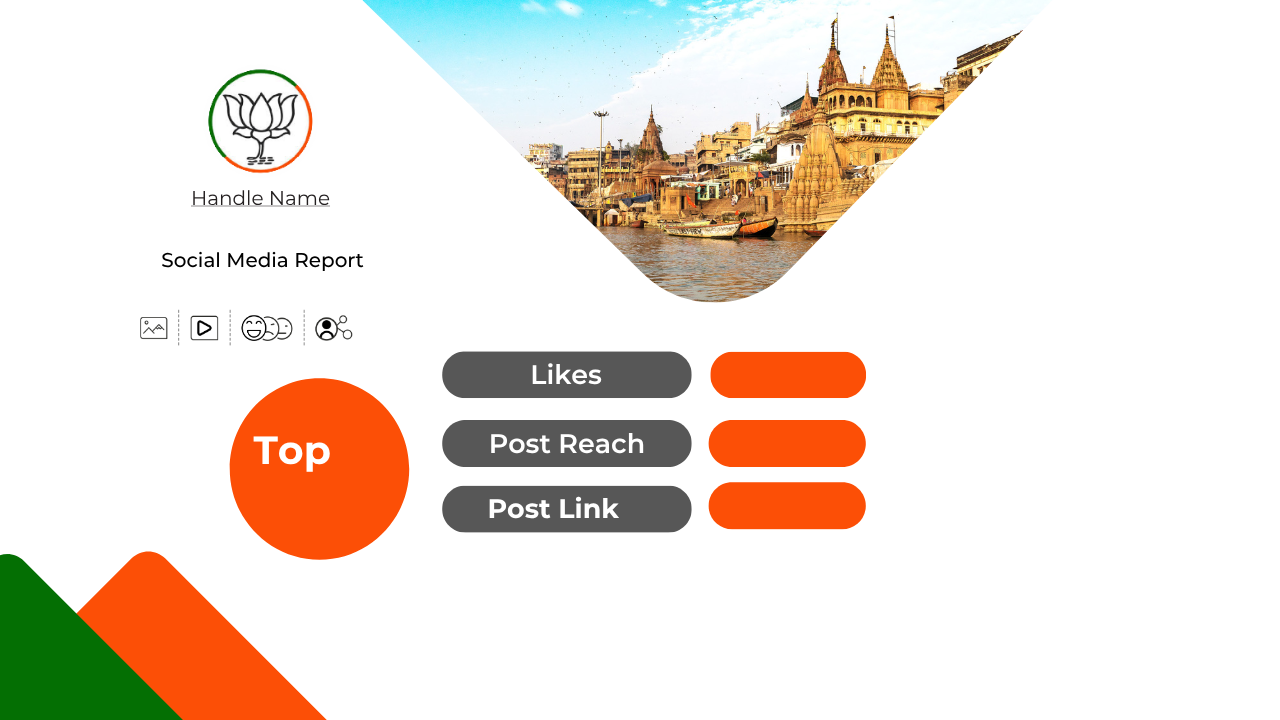 Handle Name
Social Media Report
Top
Likes
Post Reach
Post Link